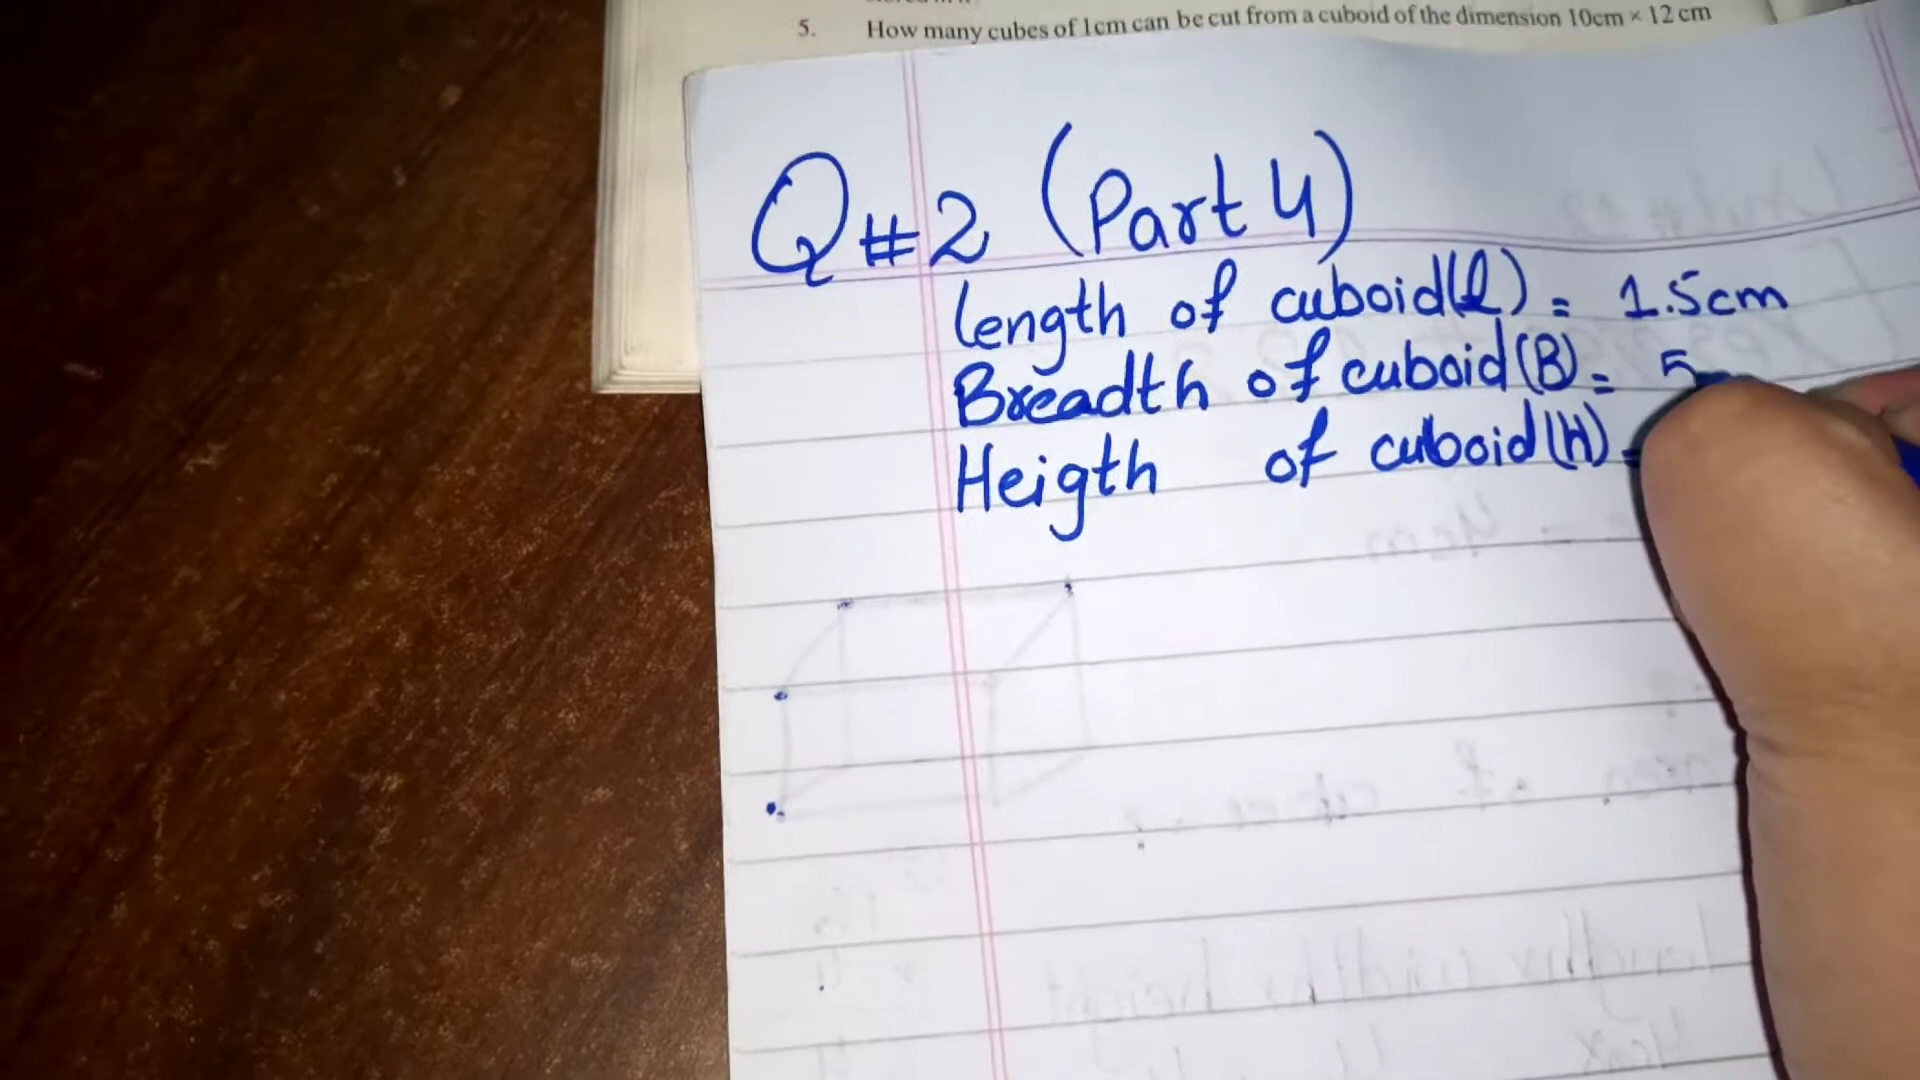 5. How many cubes of 1cm can be cut from a cuboid of the dimension 10cm × 12 cm
Q#2 (Part 4)
length of cuboid(l) = 1.5cm
Breadth of cuboid(B) = 5
Heigth of cuboid(H) =